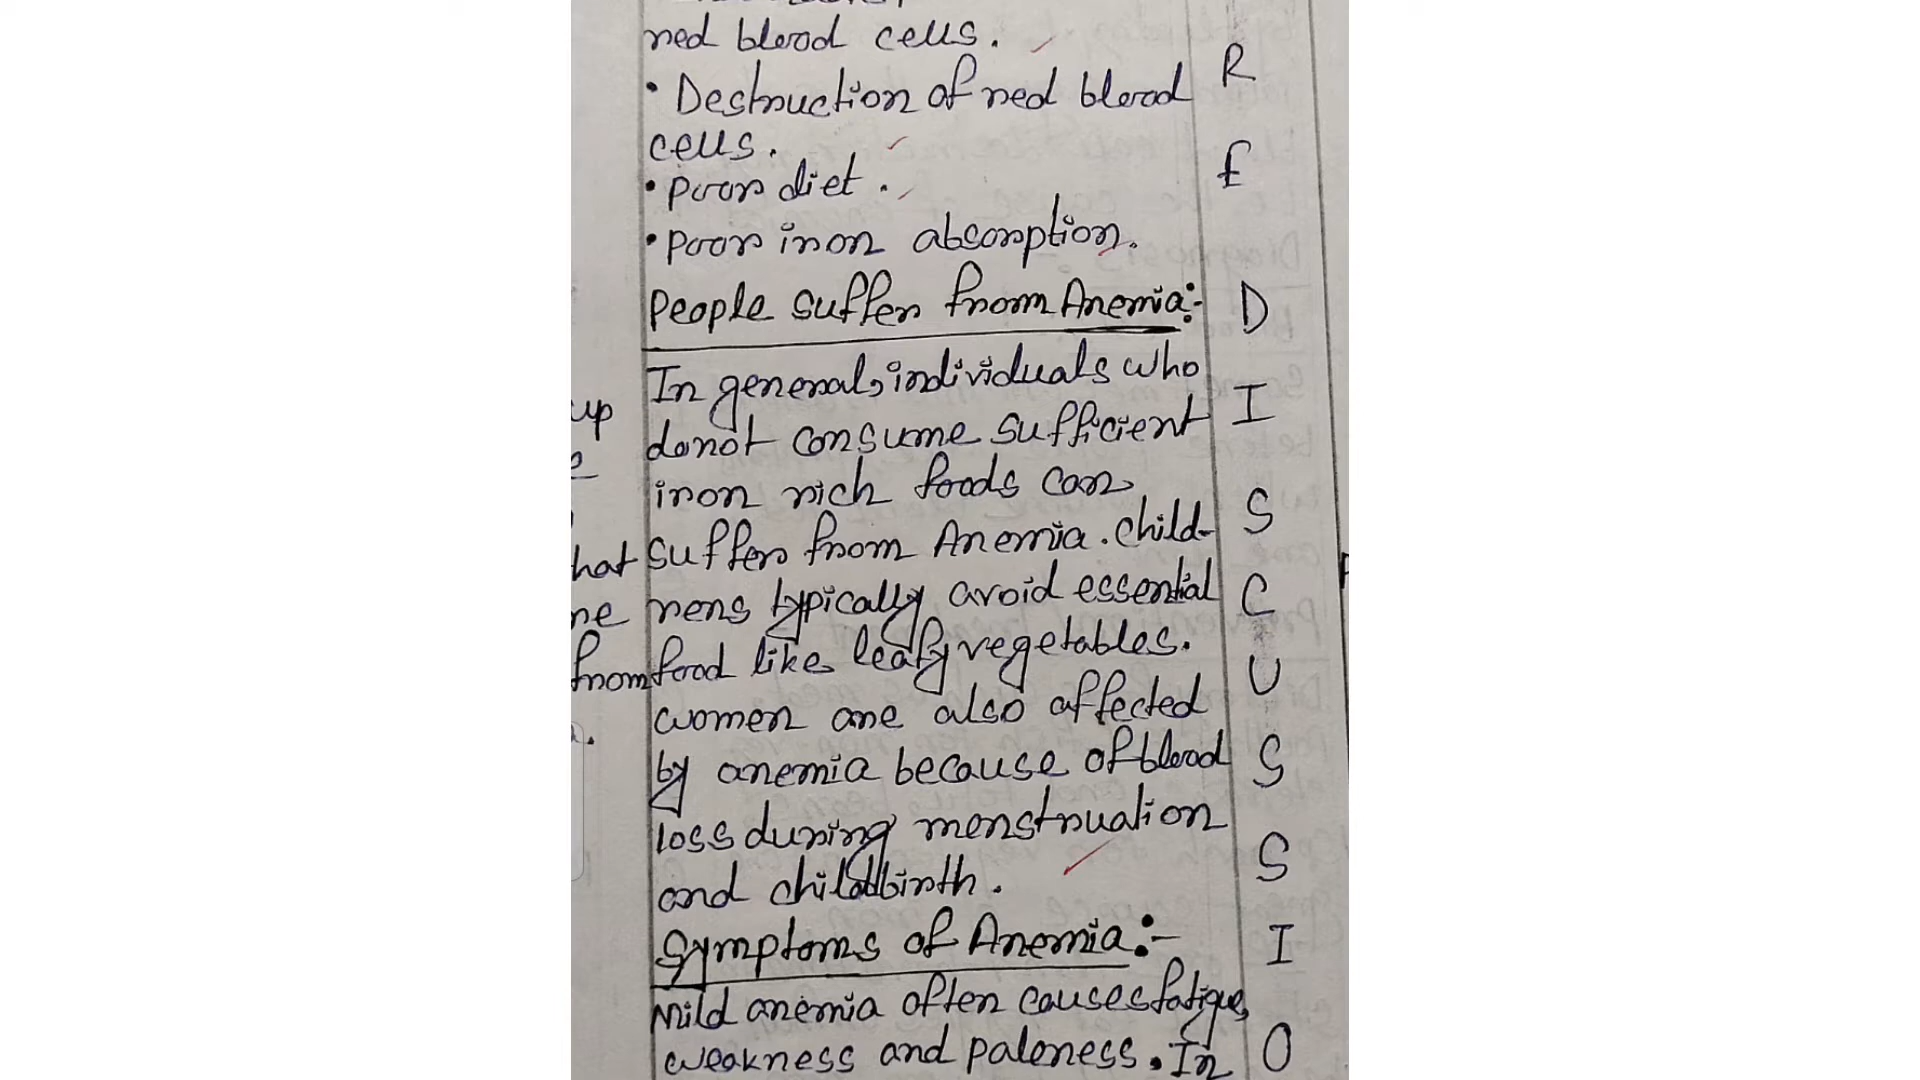 red blood cells.
• Destruction of red blood
cells.
• Poor diet.
• Poor iron absorption.
People suffer from Anemia:-
In general, individuals who
donot consume sufficient
iron rich foods can
suffer from Anemia. Child-
rens typically avoid essential
food like leafy vegetables.
women are also affected
by anemia because of blood
loss during menstruation
and childbirth.
Symptoms of Anemia:-
Mild anemia often causes fatigue,
weakness and paleness. In
up
hat
ne
from
R
E
D
I
S
C
U
S
S
I
O